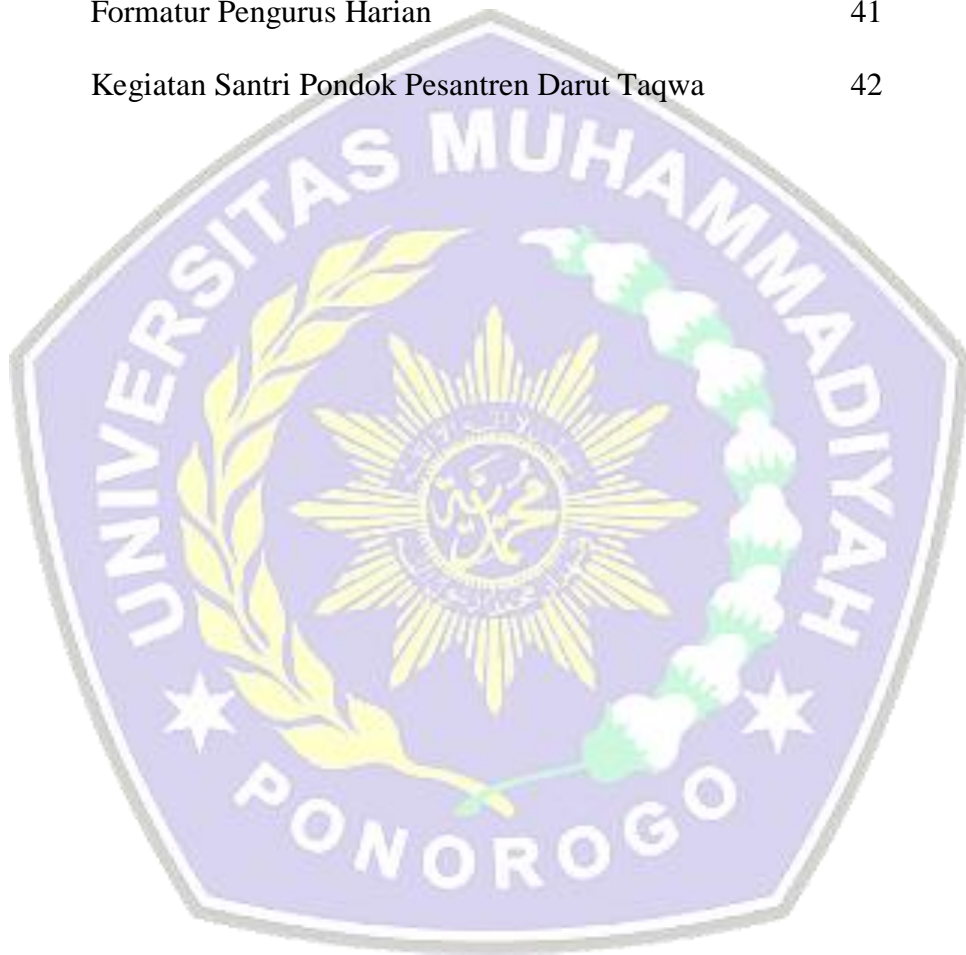 Formatur Pengurus Harian 41
Kegiatan Santri Pondok Pesantren Darut Taqwa 42
UNIVERSITAS MUHAMMADIYAH
PONOROGO